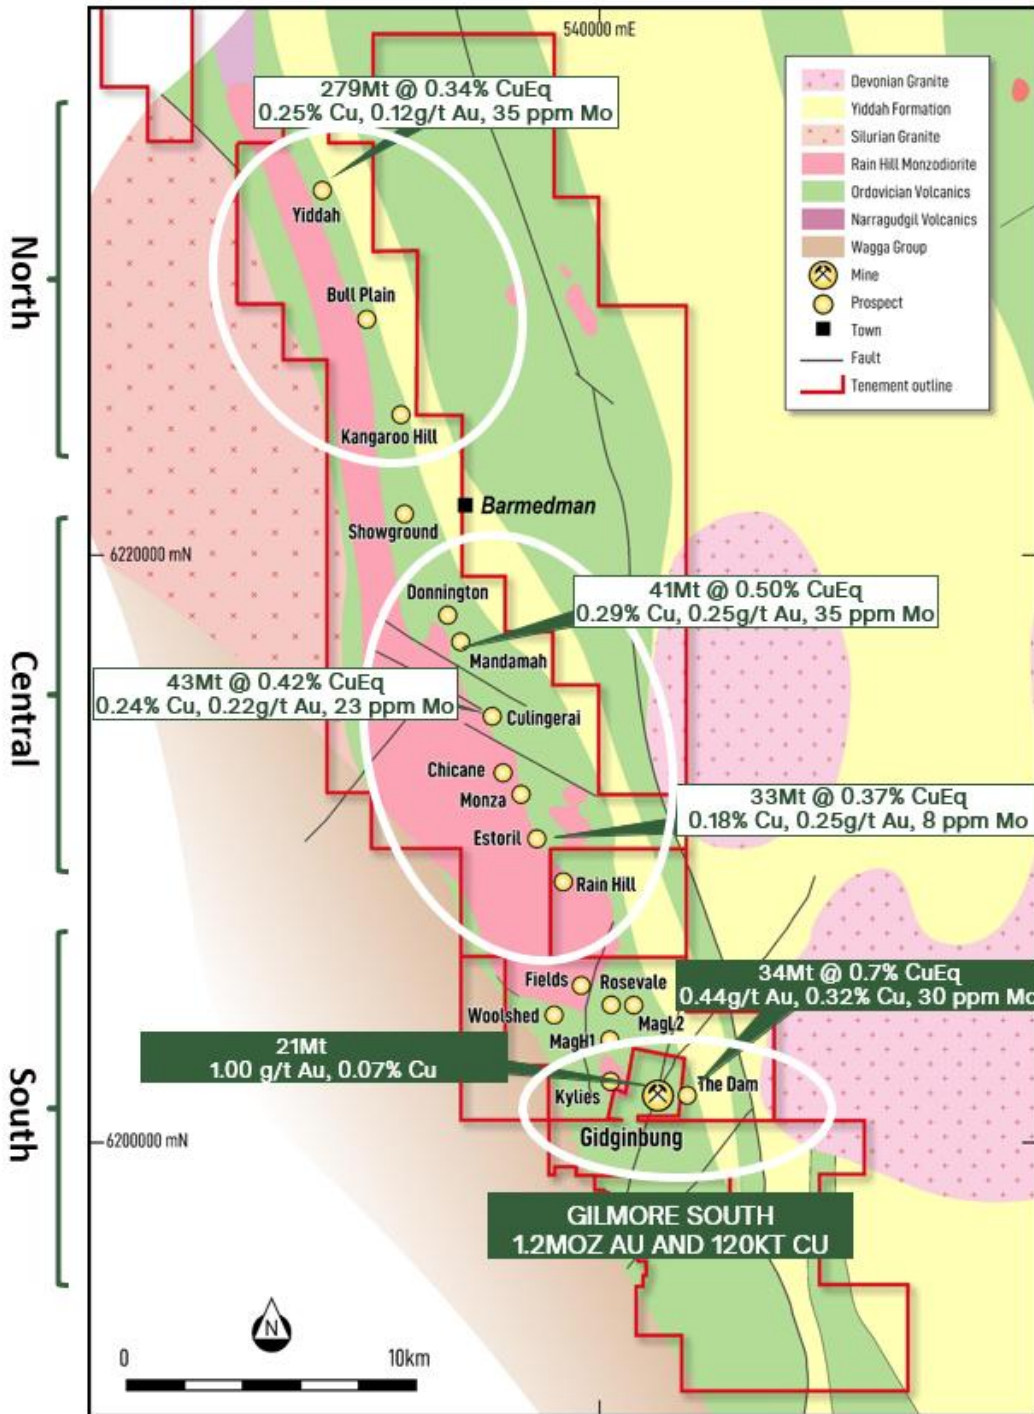 540000 mE
279Mt @ 0.34% CuEq
0.25% Cu, 0.12g/t Au, 35 ppm Mo
Devonian Granite
Yiddah Formation
Silurian Granite
Rain Hill Monzodiorite
Ordovician Volcanics
Narragudgil Volcanics
Wagga Group
Mine
Prospect
Town
Fault
Tenement outline
North
Yiddah
Bull Plain
Kangaroo Hill
Barmedman
Showground
6220000 mN
Donnington
41Mt @ 0.50% CuEq
0.29% Cu, 0.25g/t Au, 35 ppm Mo
Mandamah
Central
43Mt @ 0.42% CuEq
0.24% Cu, 0.22g/t Au, 23 ppm Mo
Culingerai
Chicane
Monza
33Mt @ 0.37% CuEq
0.18% Cu, 0.25g/t Au, 8 ppm Mo
Estoril
Rain Hill
Fields
Rosevale
34Mt @ 0.7% CuEq
0.44g/t Au, 0.32% Cu, 30 ppm Mo
Woolshed
MagL2
MagH1
21Mt
1.00 g/t Au, 0.07% Cu
South
Kylies
The Dam
Gidginbung
6200000 mN
GILMORE SOUTH
1.2MOZ AU AND 120KT CU
N
0 10km